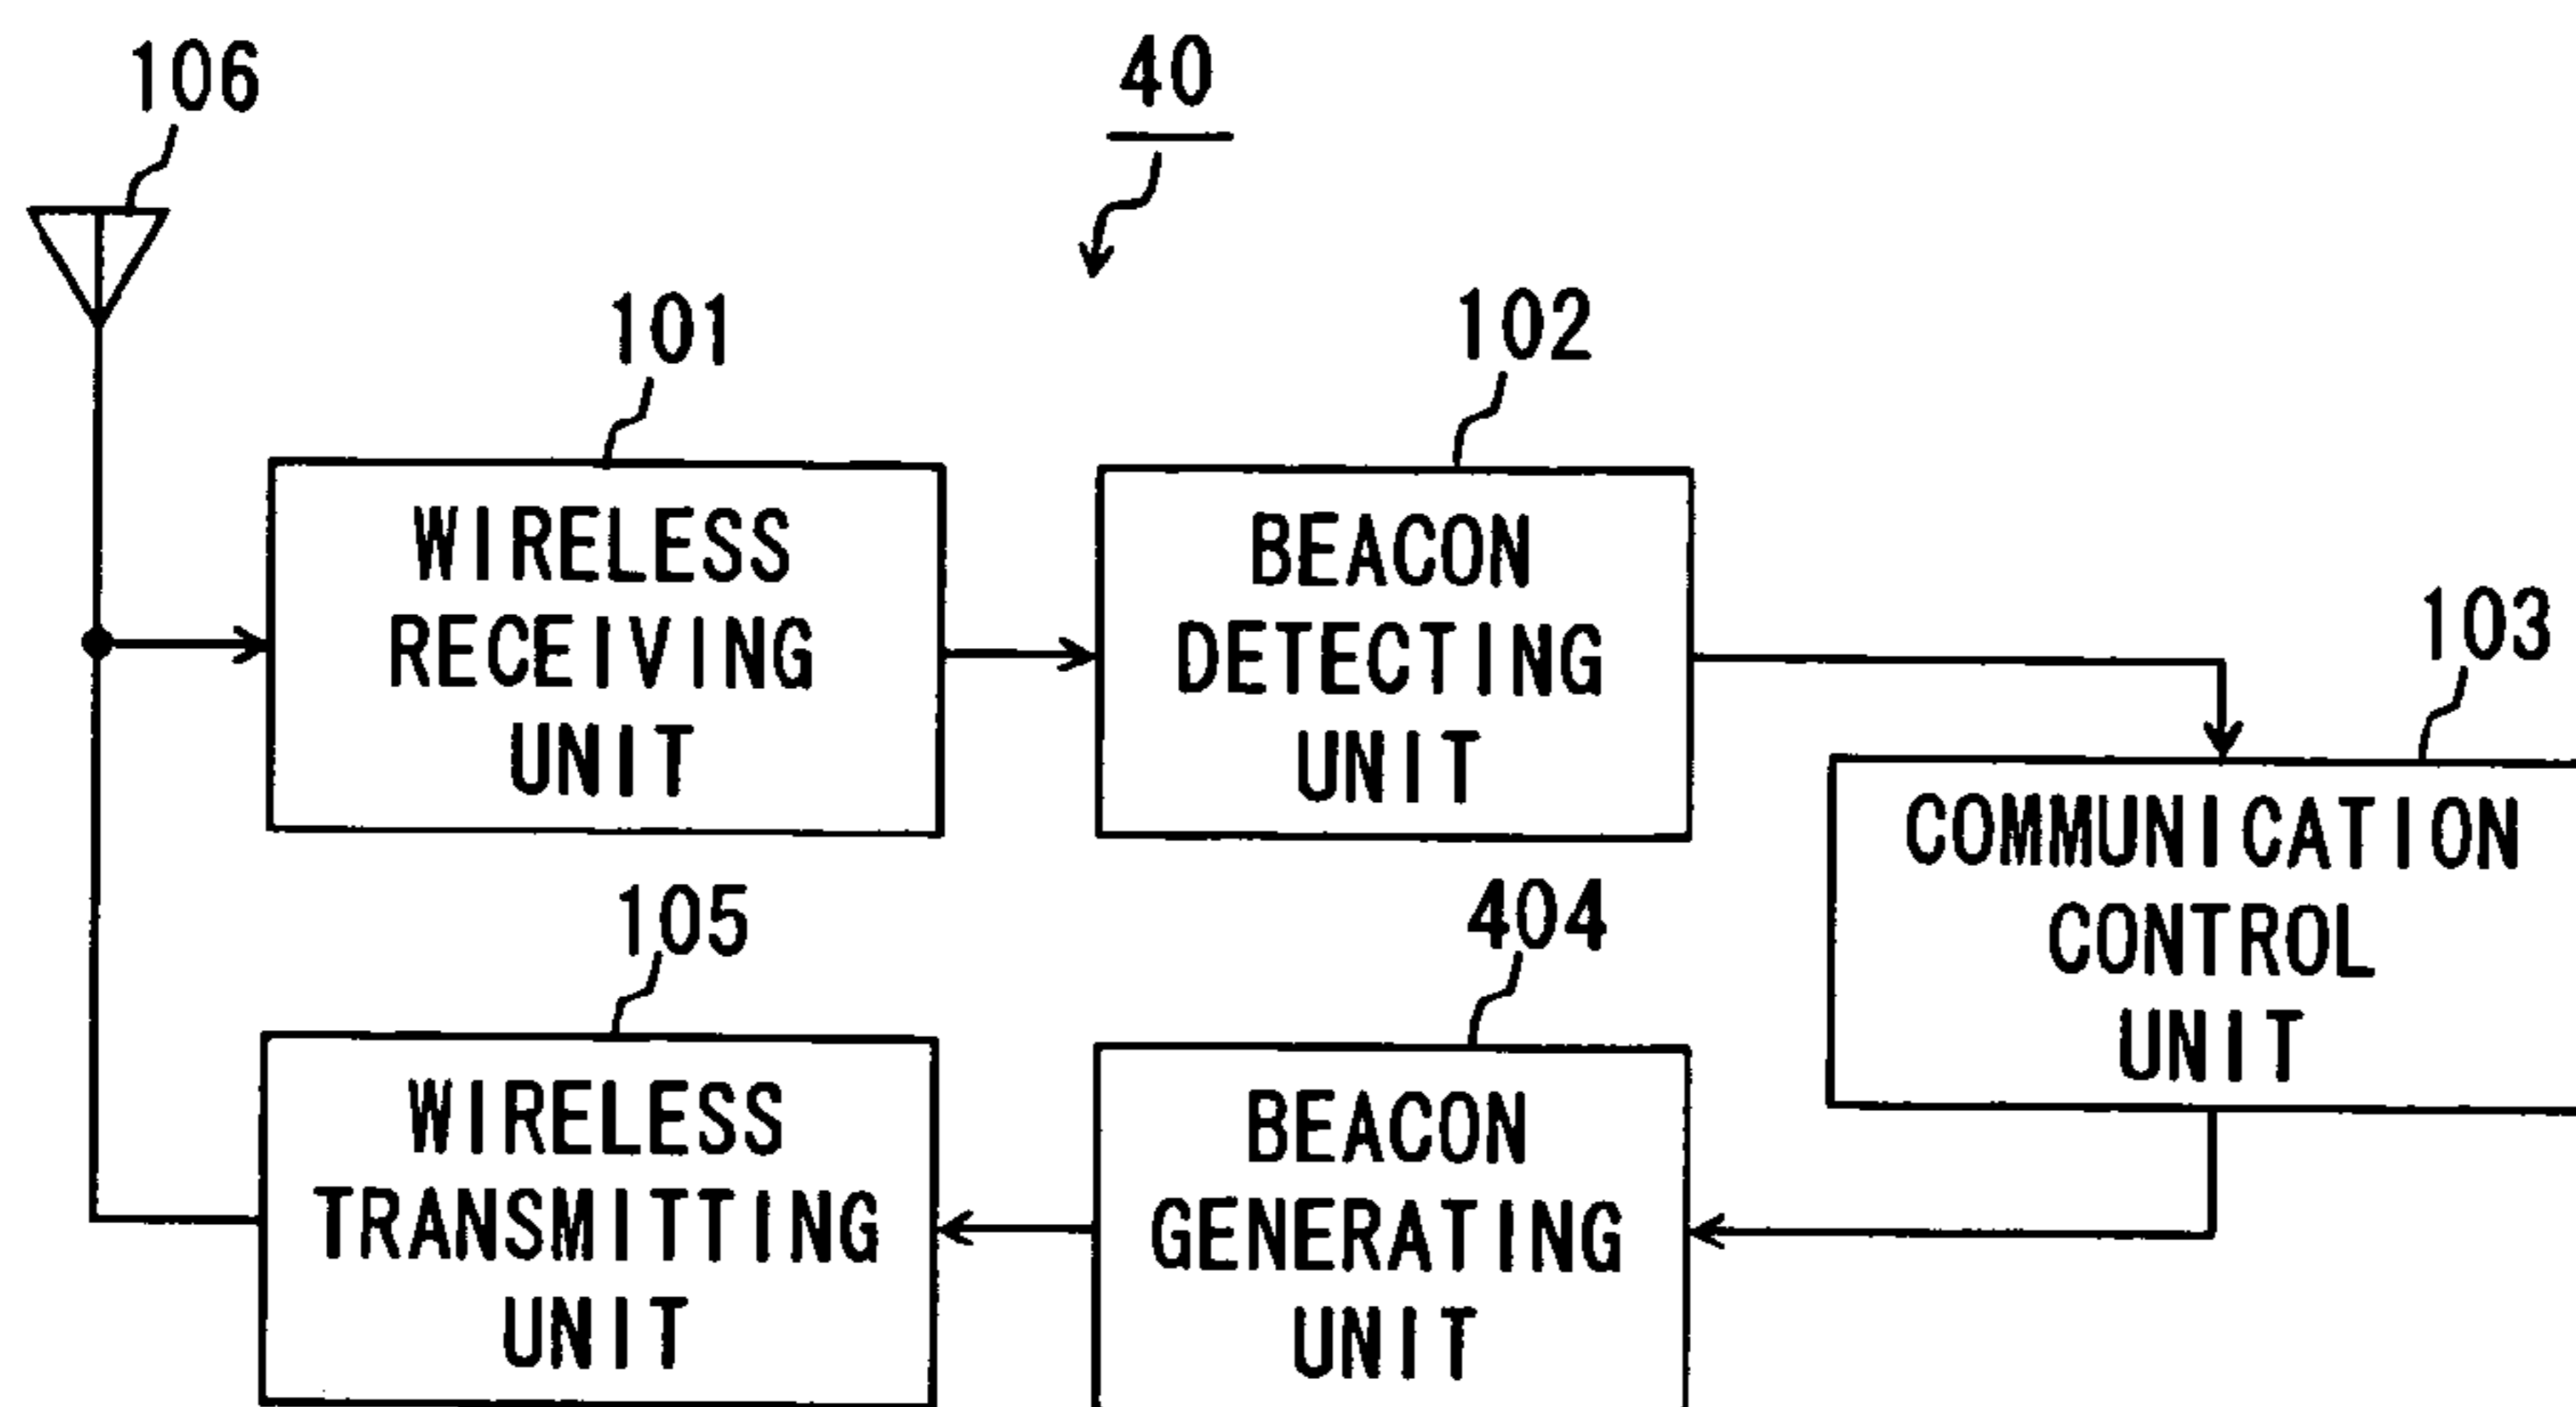 106
40
101
102
WIRELESS
RECEIVING
UNIT
BEACON
DETECTING
UNIT
103
COMMUNICATION
CONTROL
UNIT
105
404
WIRELESS
TRANSMITTING
UNIT
BEACON
GENERATING
UNIT